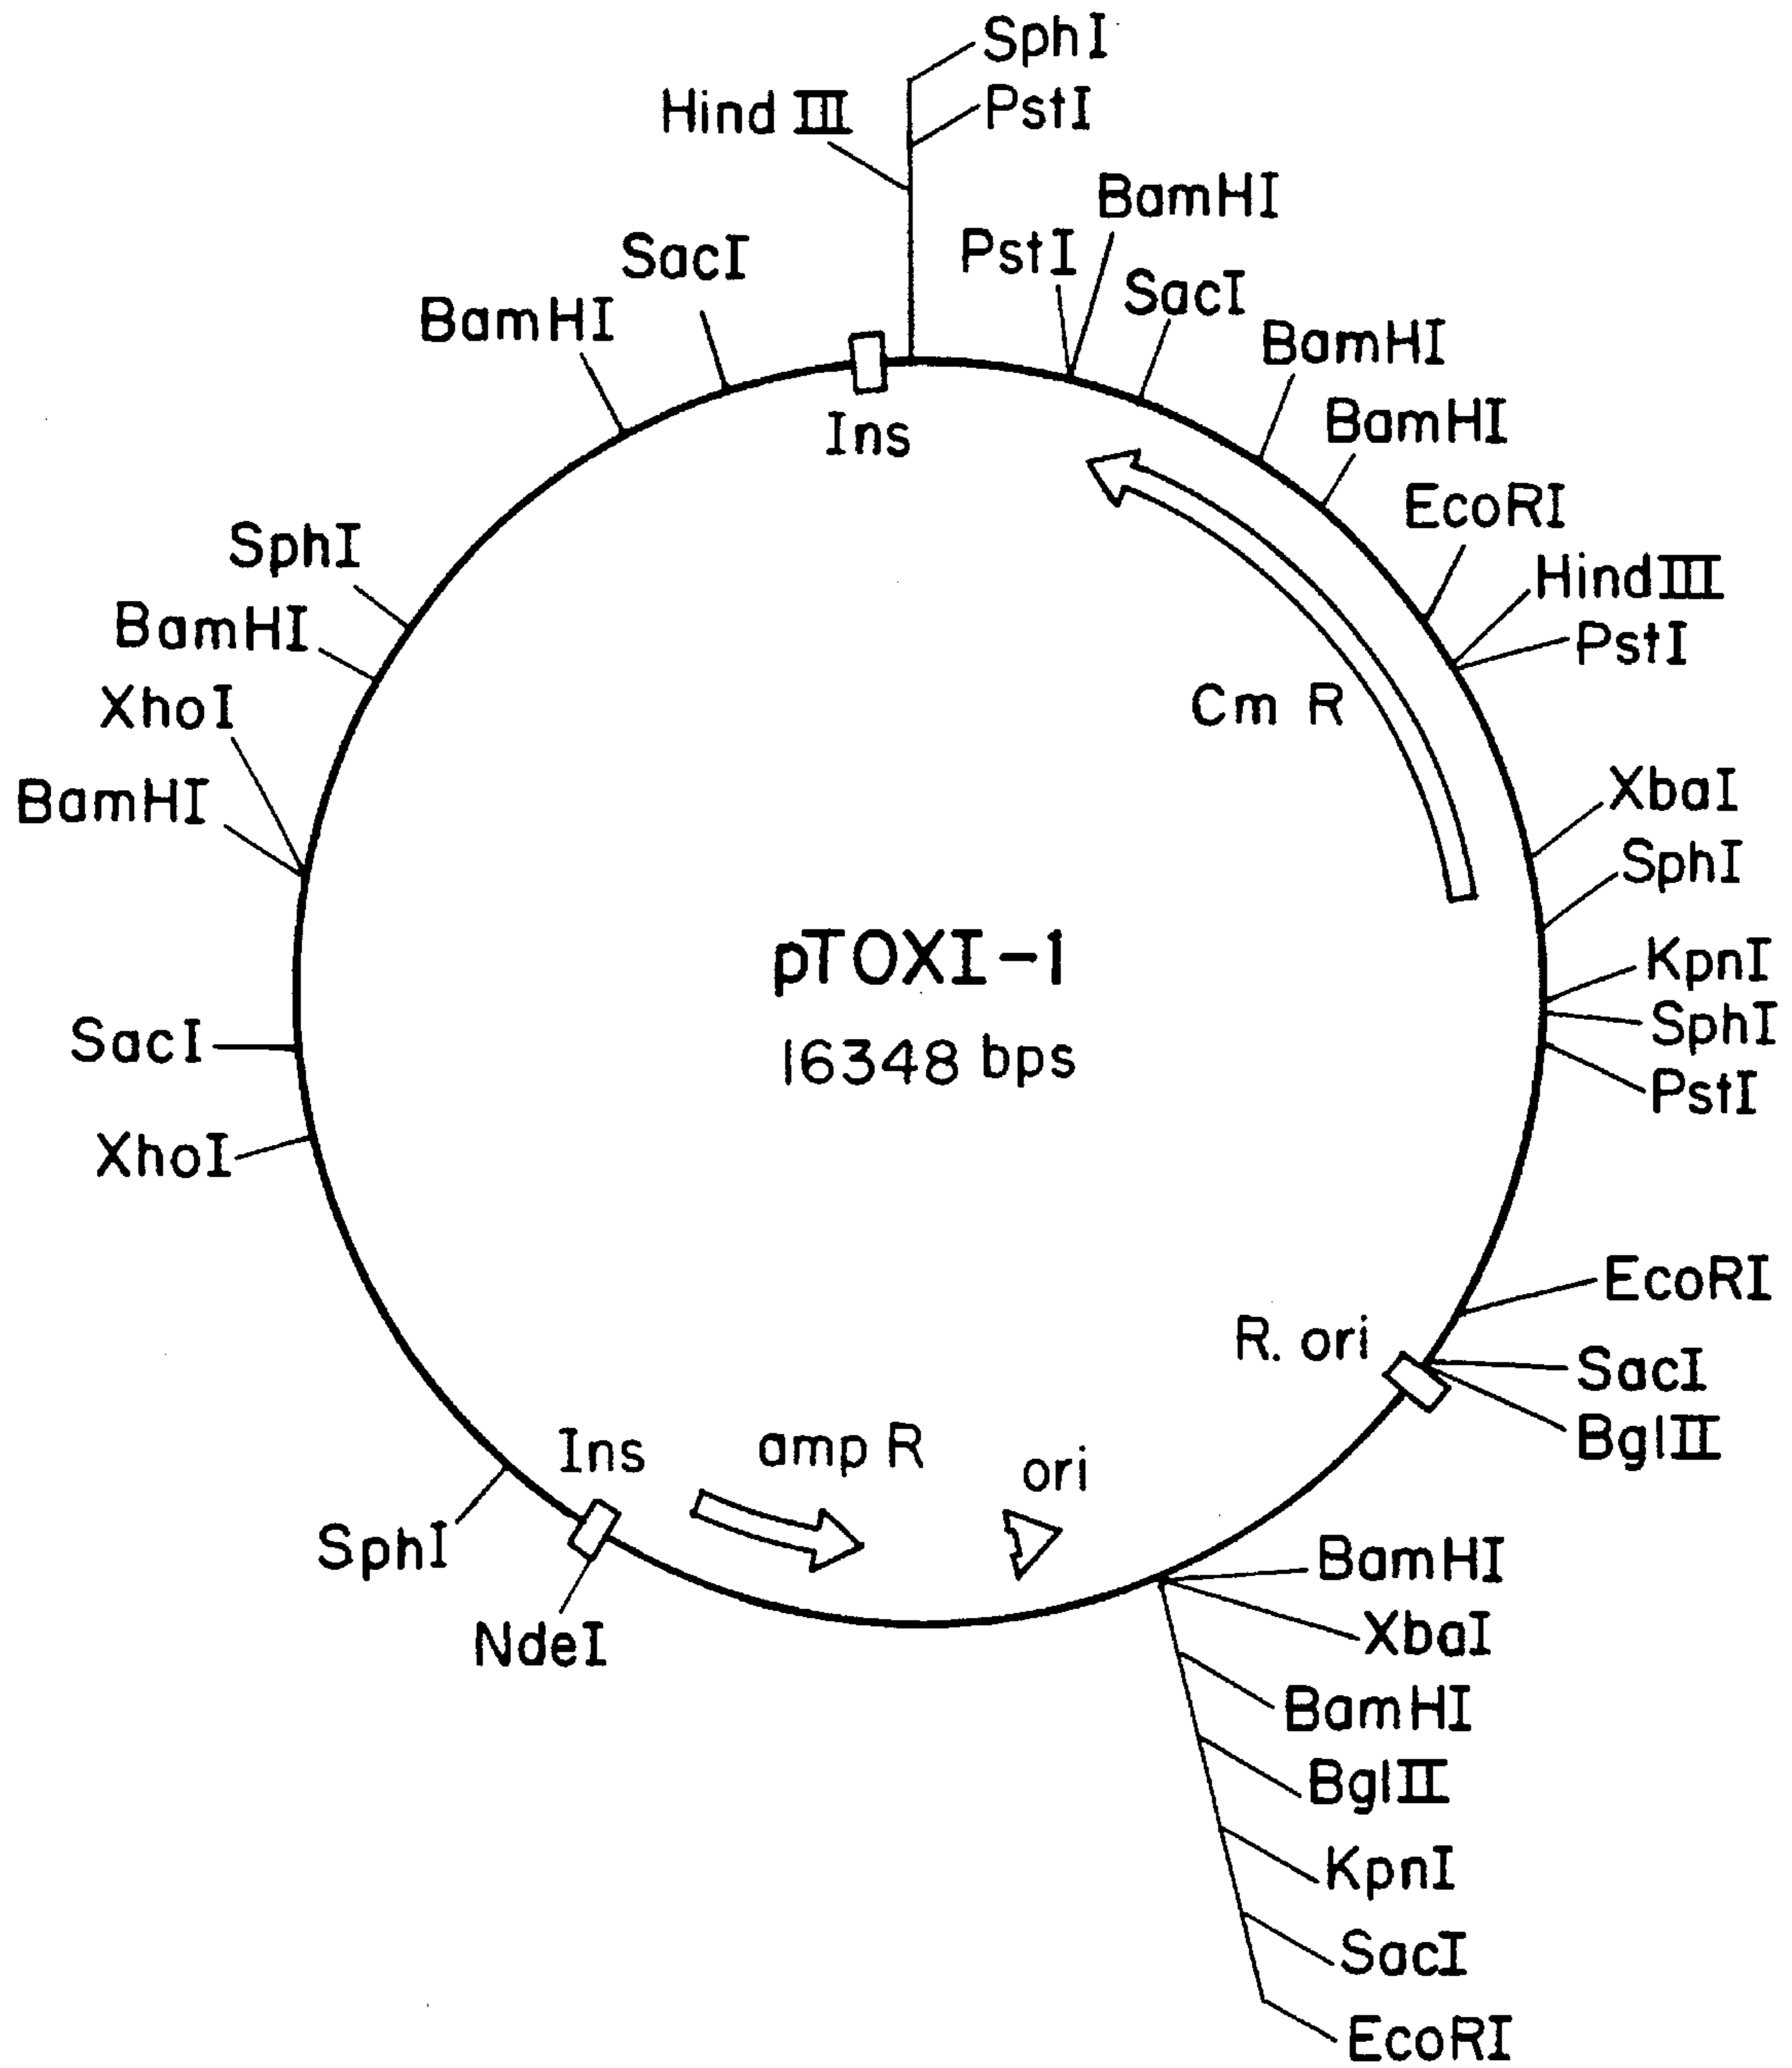 SphI
Hind III
PstI
BamHI
PstI
SacI
SacI
BamHI
BamHI
BamHI
Ins
EcoRI
SphI
Hind III
BamHI
PstI
XhoI
Cm R
XbaI
BamHI
SphI
pTOXI-1
KpnI
SphI
SacI
16348 bps
PstI
XhoI
EcoRI
R. ori
SacI
BglII
Ins
amp R
ori
SphI
BamHI
NdeI
XbaI
BamHI
BglII
KpnI
SacI
EcoRI